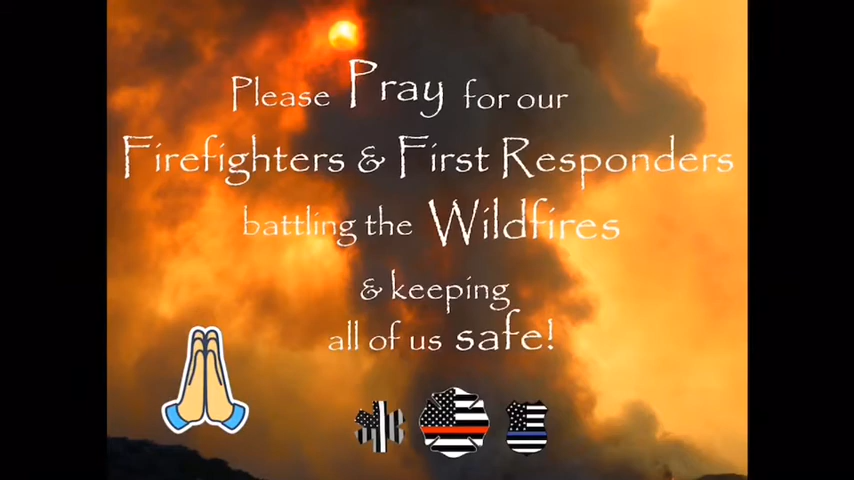 Please Pray for our
Firefighters & First Responders
battling the Wildfires
& keeping
all of us safe!